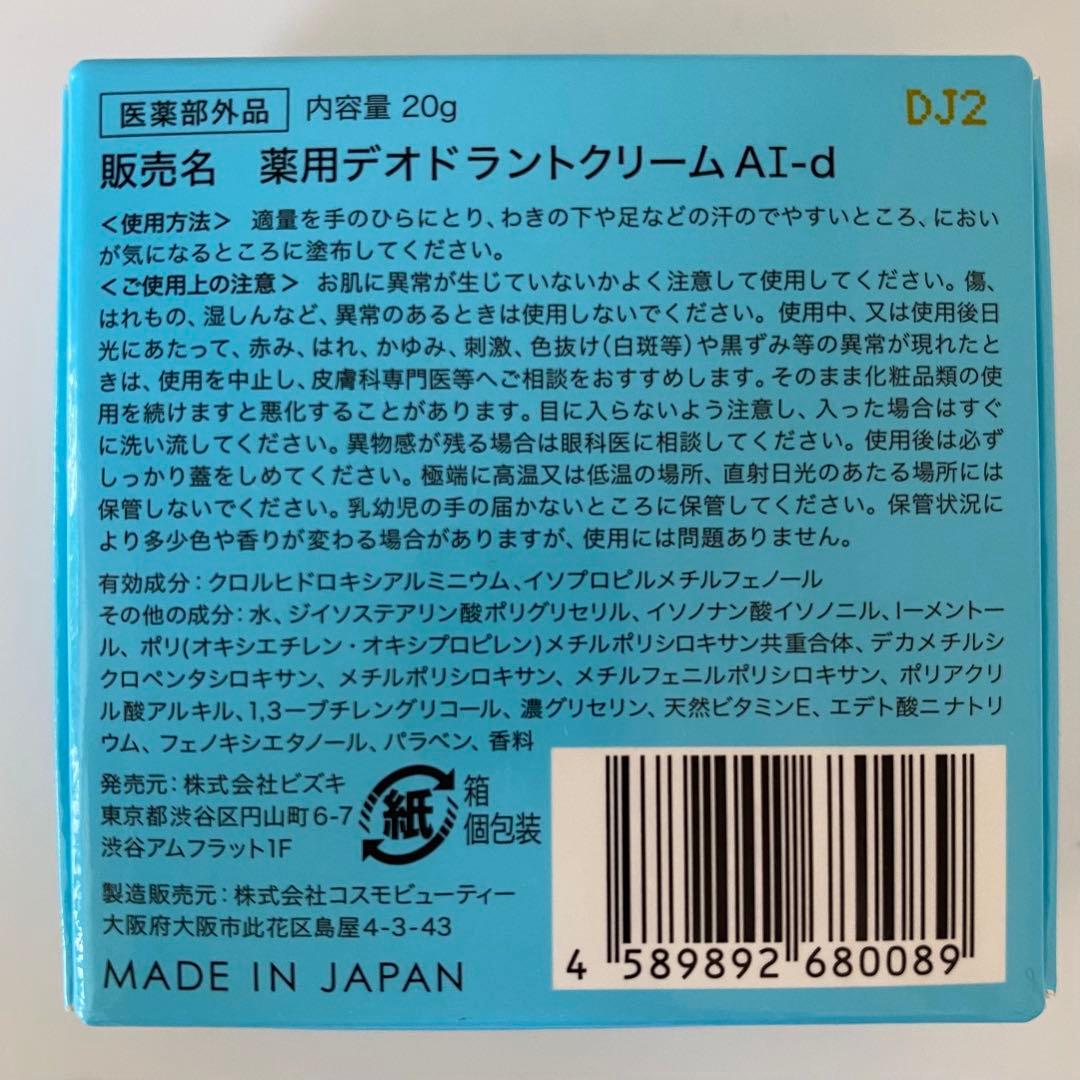 医薬部外品 内容量 20g DJ2
販売名 薬用デオドラントクリームAI-d
<使用方法> 適量を手のひらにとり、わきの下や足などの汗のでやすいところ、におい
が気になるところに塗布してください。
<ご使用上の注意> お肌に異常が生じていないかよく注意して使用してください。傷、
はれもの、湿しんなど、異常のあるときは使用しないでください。使用中、又は使用後日
光にあたって、赤み、はれ、かゆみ、刺激、色抜け(白斑等)や黒ずみ等の異常が現れたと
きは、使用を中止し、皮膚科専門医等へご相談をおすすめします。そのまま化粧品類の使
用を続けますと悪化することがあります。目に入らないよう注意し、入った場合はすぐ
に洗い流してください。異物感が残る場合は眼科医に相談してください。使用後は必ず
しっかり蓋をしめてください。極端に高温又は低温の場所、直射日光のあたる場所には
保管しないでください。乳幼児の手の届かないところに保管してください。保管状況に
より多少色や香りが変わる場合がありますが、使用には問題ありません。
有効成分:クロルヒドロキシアルミニウム、イソプロピルメチルフェノール
その他の成分:水、ジイソステアリン酸ポリグリセリル、イソノナン酸イソノニル、lーメントー
ル、ポリ(オキシエチレン・オキシプロピレン)メチルポリシロキサン共重合体、デカメチルシ
クロペンタシロキサン、メチルポリシロキサン、メチルフェニルポリシロキサン、ポリアクリ
ル酸アルキル、1,3ーブチレングリコール、濃グリセリン、天然ビタミンE、エデト酸ニナトリ
ウム、フェノキシエタノール、パラベン、香料
発売元:株式会社ビズキ
東京都渋谷区円山町6-7
渋谷アムフラット1F
紙
箱
個包装
製造販売元:株式会社コスモビューティー
大阪府大阪市此花区島屋4-3-43
MADE IN JAPAN
4 589892 680089